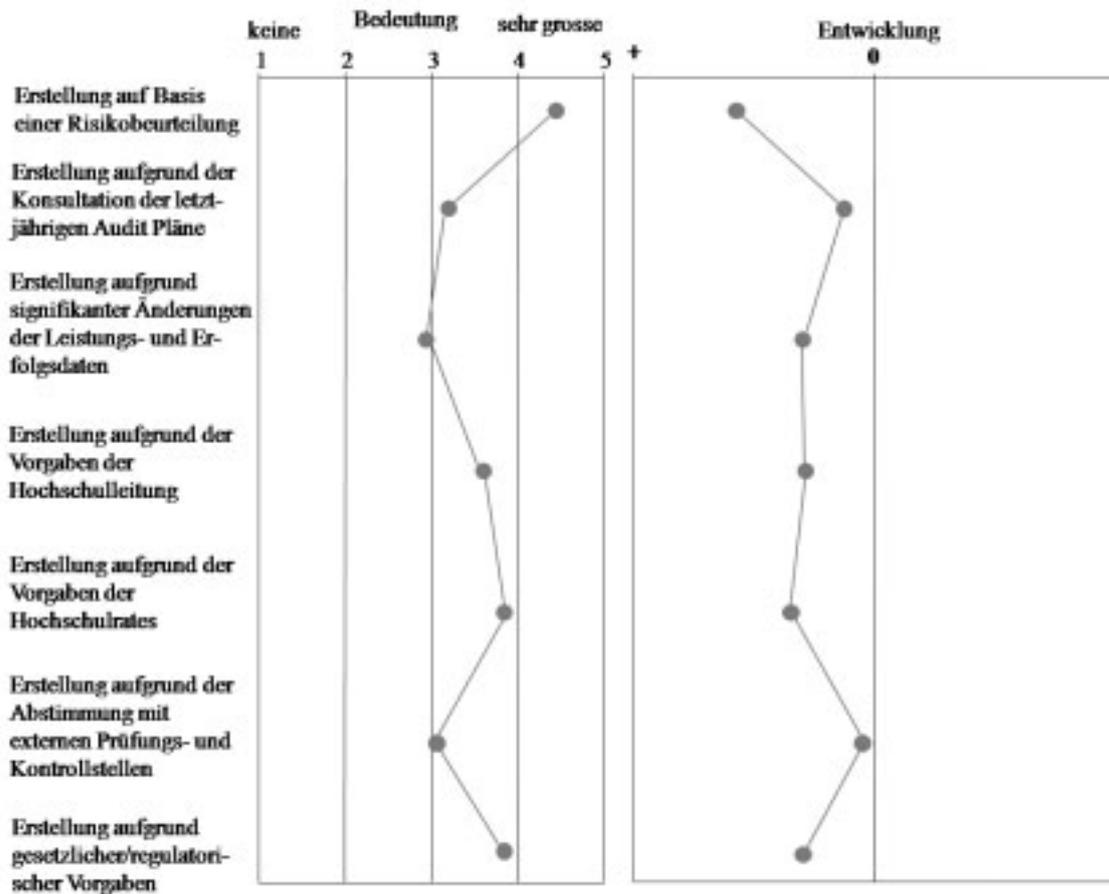 keine Bedeutung sehr grosse
1 2 3 4 5
Entwicklung
+ 0
Erstellung auf Basis
einer Risikobeurteilung
Erstellung aufgrund der
Konsultation der letzt-
jährigen Audit Pläne
Erstellung aufgrund
signifikanter Änderungen
der Leistungs- und Er-
folgsdaten
Erstellung aufgrund der
Vorgaben der
Hochschulleitung
Erstellung aufgrund der
Vorgaben der
Hochschulrates
Erstellung aufgrund der
Abstimmung mit
externen Prüfungs- und
Kontrollstellen
Erstellung aufgrund
gesetzlicher/regulatori-
scher Vorgaben